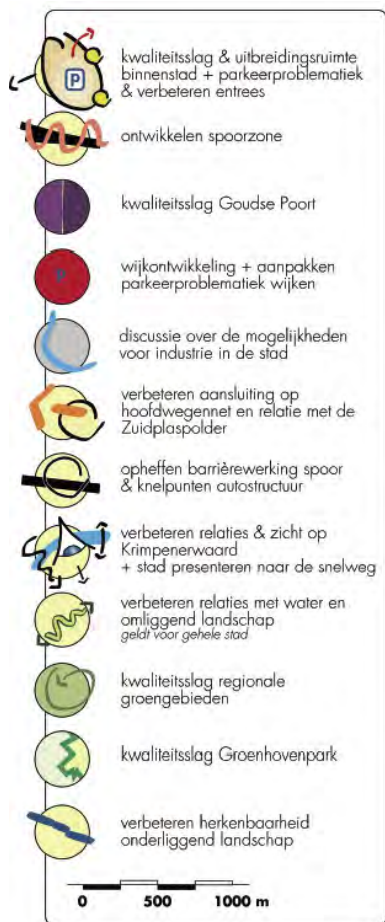 kwaliteitsslag & uitbreidingsruimte
binnenstad + parkeerproblematiek
& verbeteren entrees
P
ontwikkelen spoorzone
kwaliteitsslag Goudse Poort
wijkontwikkeling + aanpakken
parkeerproblematiek wijken
P
discussie over de mogelijkheden
voor industrie in de stad
verbeteren aansluiting op
hoofdwegennet en relatie met de
Zuidplaspolder
opheffen barrièrewerking spoor
& knelpunten autostructuur
verbeteren relaties & zicht op
Krimpenerwaard
+ stad presenteren naar de snelweg
verbeteren relaties met water en
omliggend landschap
geldt voor gehele stad
kwaliteitsslag regionale
groengebieden
kwaliteitsslag Groenhovenpark
verbeteren herkenbaarheid
onderliggend landschap
0 500 1000 m